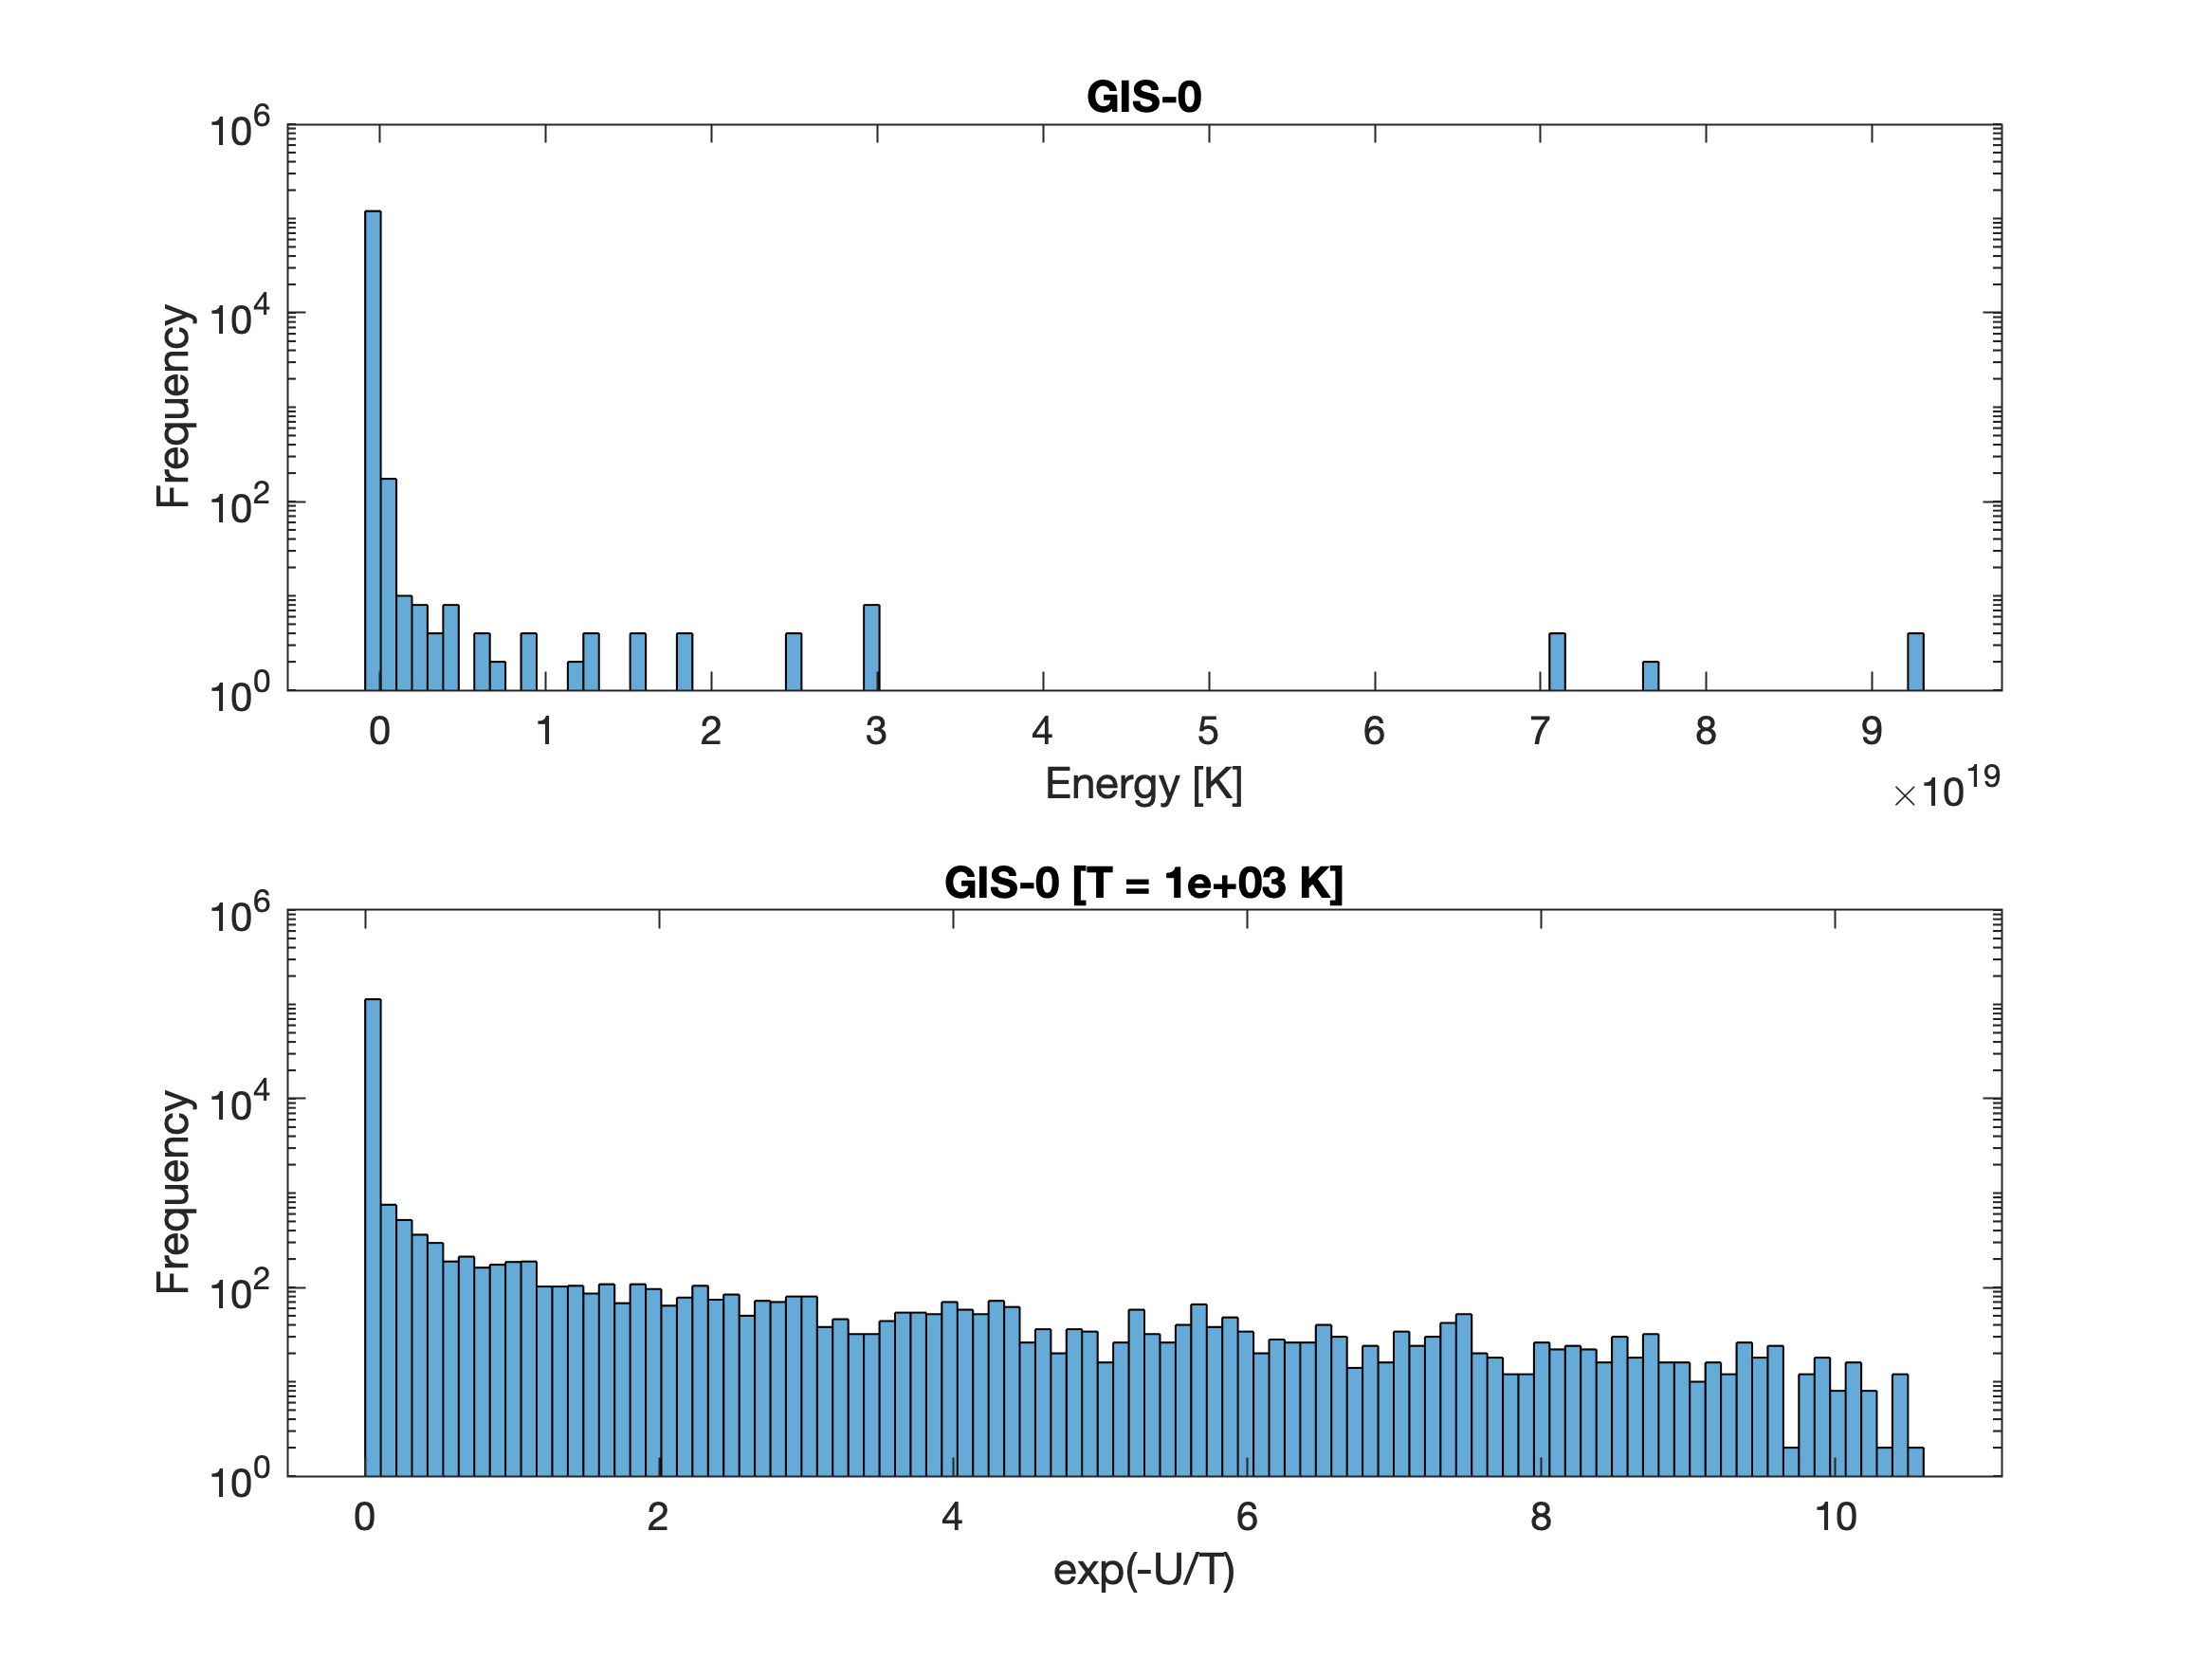 GIS-0
10^6
10^4
10^2
10^0
Frequency
0 1 2 3 4 5 6 7 8 9
Energy [K]
×10^19
GIS-0 [T = 1e+03 K]
10^6
10^4
10^2
10^0
Frequency
0 2 4 6 8 10
exp(-U/T)